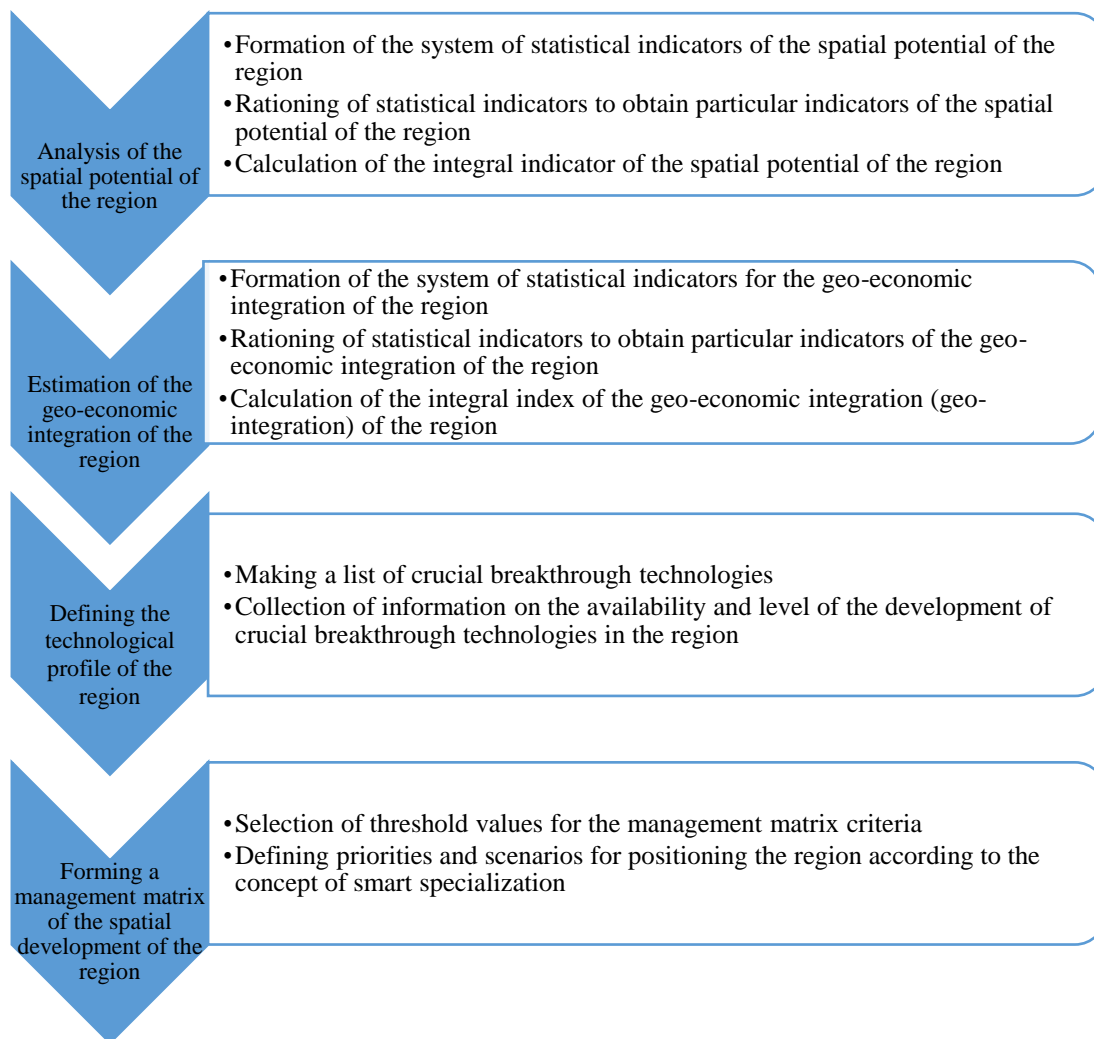 Analysis of the
spatial potential of
the region
•Formation of the system of statistical indicators of the spatial potential of the
region
•Rationing of statistical indicators to obtain particular indicators of the spatial
potential of the region
•Calculation of the integral indicator of the spatial potential of the region
Estimation of the
geo-economic
integration of the
region
•Formation of the system of statistical indicators for the geo-economic
integration of the region
•Rationing of statistical indicators to obtain particular indicators of the geo-
economic integration of the region
•Calculation of the integral index of the geo-economic integration (geo-
integration) of the region
Defining the
technological
profile of the
region
•Making a list of crucial breakthrough technologies
•Collection of information on the availability and level of the development of
crucial breakthrough technologies in the region
Forming a
management matrix
of the spatial
development of the
region
•Selection of threshold values for the management matrix criteria
•Defining priorities and scenarios for positioning the region according to the
concept of smart specialization